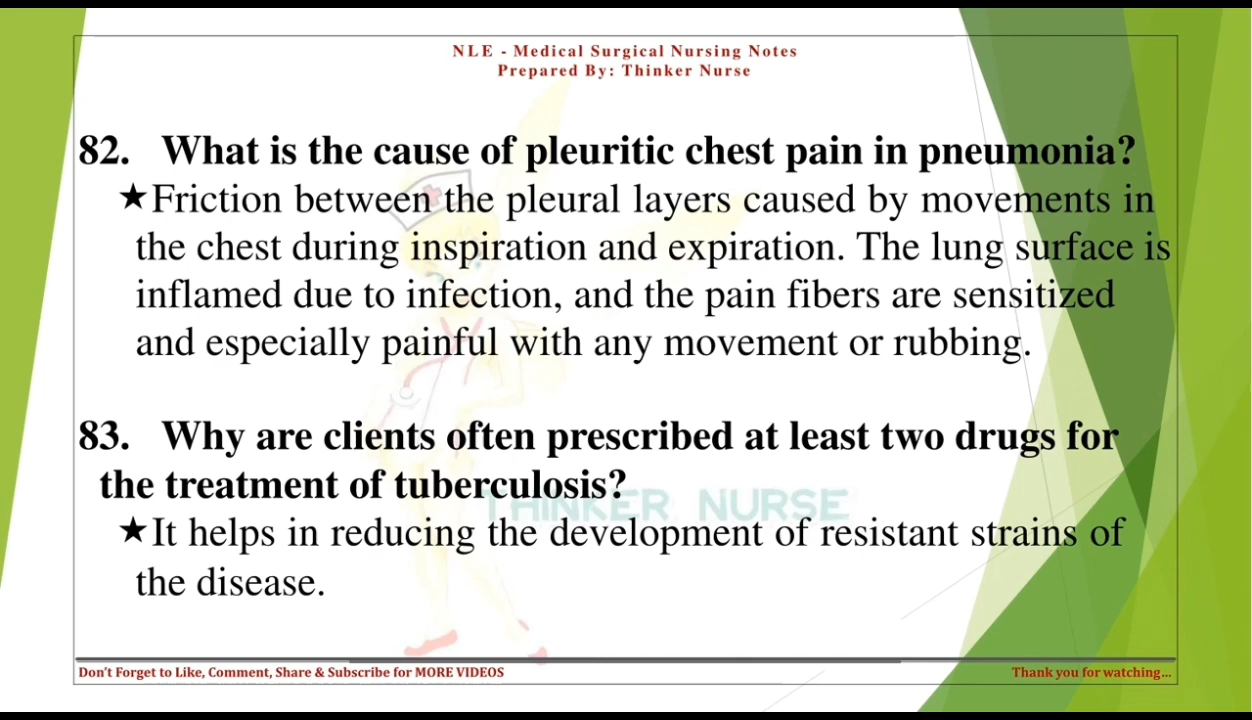 NLE - Medical Surgical Nursing Notes
Prepared By: Thinker Nurse
82. What is the cause of pleuritic chest pain in pneumonia?
★Friction between the pleural layers caused by movements in
the chest during inspiration and expiration. The lung surface is
inflamed due to infection, and the pain fibers are sensitized
and especially painful with any movement or rubbing.
83. Why are clients often prescribed at least two drugs for
the treatment of tuberculosis?
THINKER NURSE
★It helps in reducing the development of resistant strains of
the disease.
Don't Forget to Like, Comment, Share & Subscribe for MORE VIDEOS
Thank you for watching...